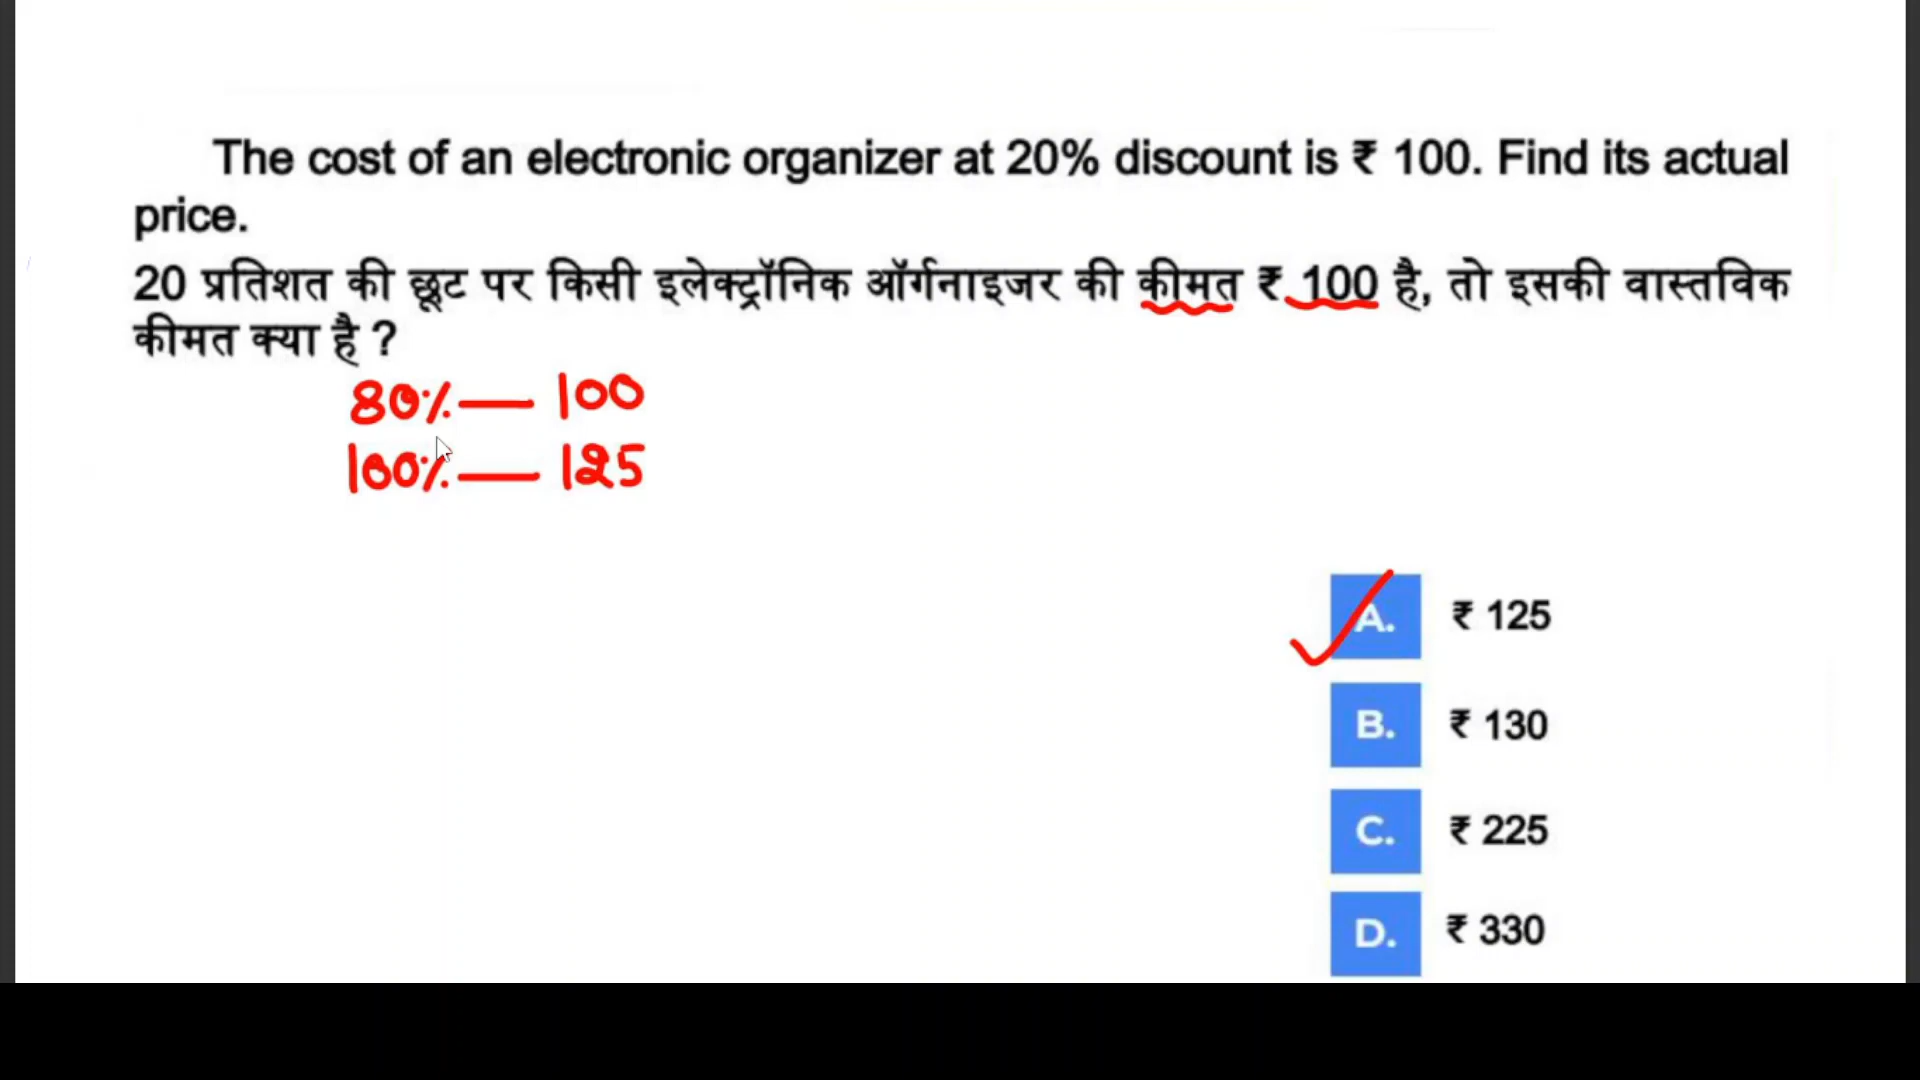 The cost of an electronic organizer at 20% discount is ₹ 100. Find its actual
price.
20 प्रतिशत की छूट पर किसी इलेक्ट्रॉनिक ऑर्गनाइजर की कीमत ₹ 100 है, तो इसकी वास्तविक
कीमत क्या है ?
80% — 100
100% — 125
A. ₹ 125
B. ₹ 130
C. ₹ 225
D. ₹ 330